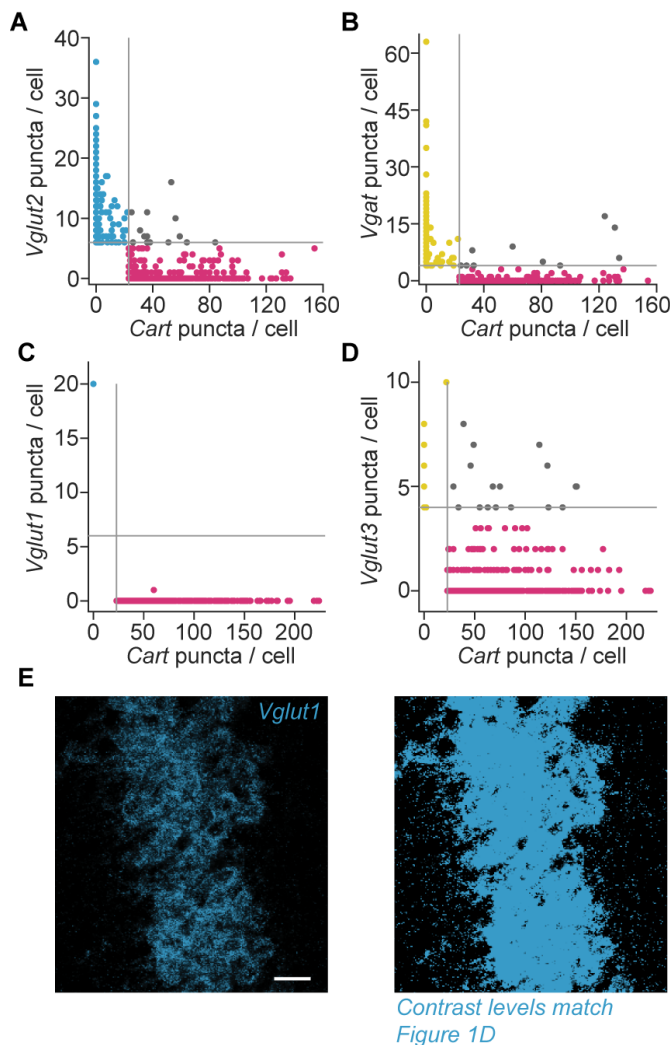 A
B
40
30
20
10
0
Vglut2 puncta / cell
0 40 80 120 160
Cart puncta / cell
60
45
30
15
0
Vgat puncta / cell
0 40 80 120 160
Cart puncta / cell
C
D
20
15
10
5
0
Vglut1 puncta / cell
0 50 100 150 200
Cart puncta / cell
10
5
0
Vglut3 puncta / cell
0 50 100 150 200
Cart puncta / cell
E
Vglut1
Contrast levels match
Figure 1D